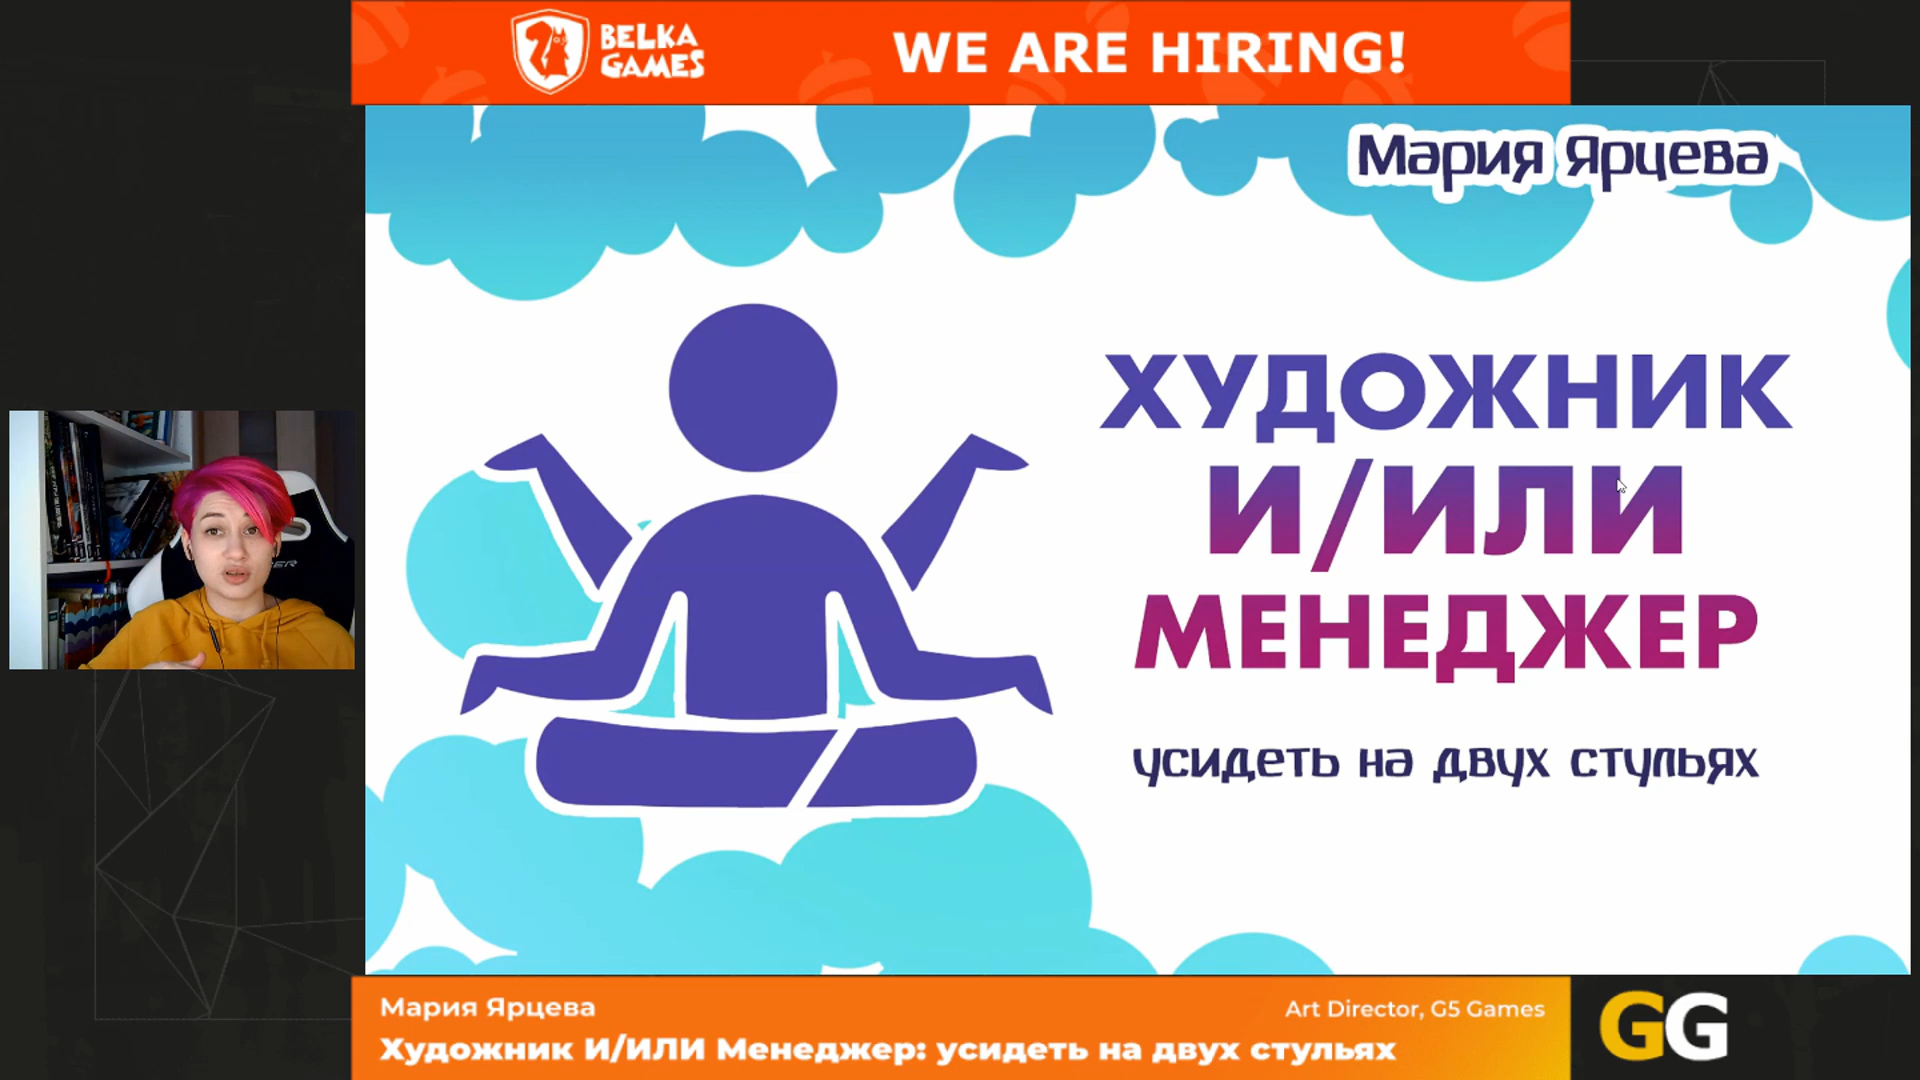 BELKA
GAMES
WE ARE HIRING!
Мария Ярцева
ХУДОЖНИК
И/ИЛИ
МЕНЕДЖЕР
усидеть на двух стульях
Мария Ярцева
Art Director, G5 Games
Художник И/ИЛИ Менеджер: усидеть на двух стульях
GG